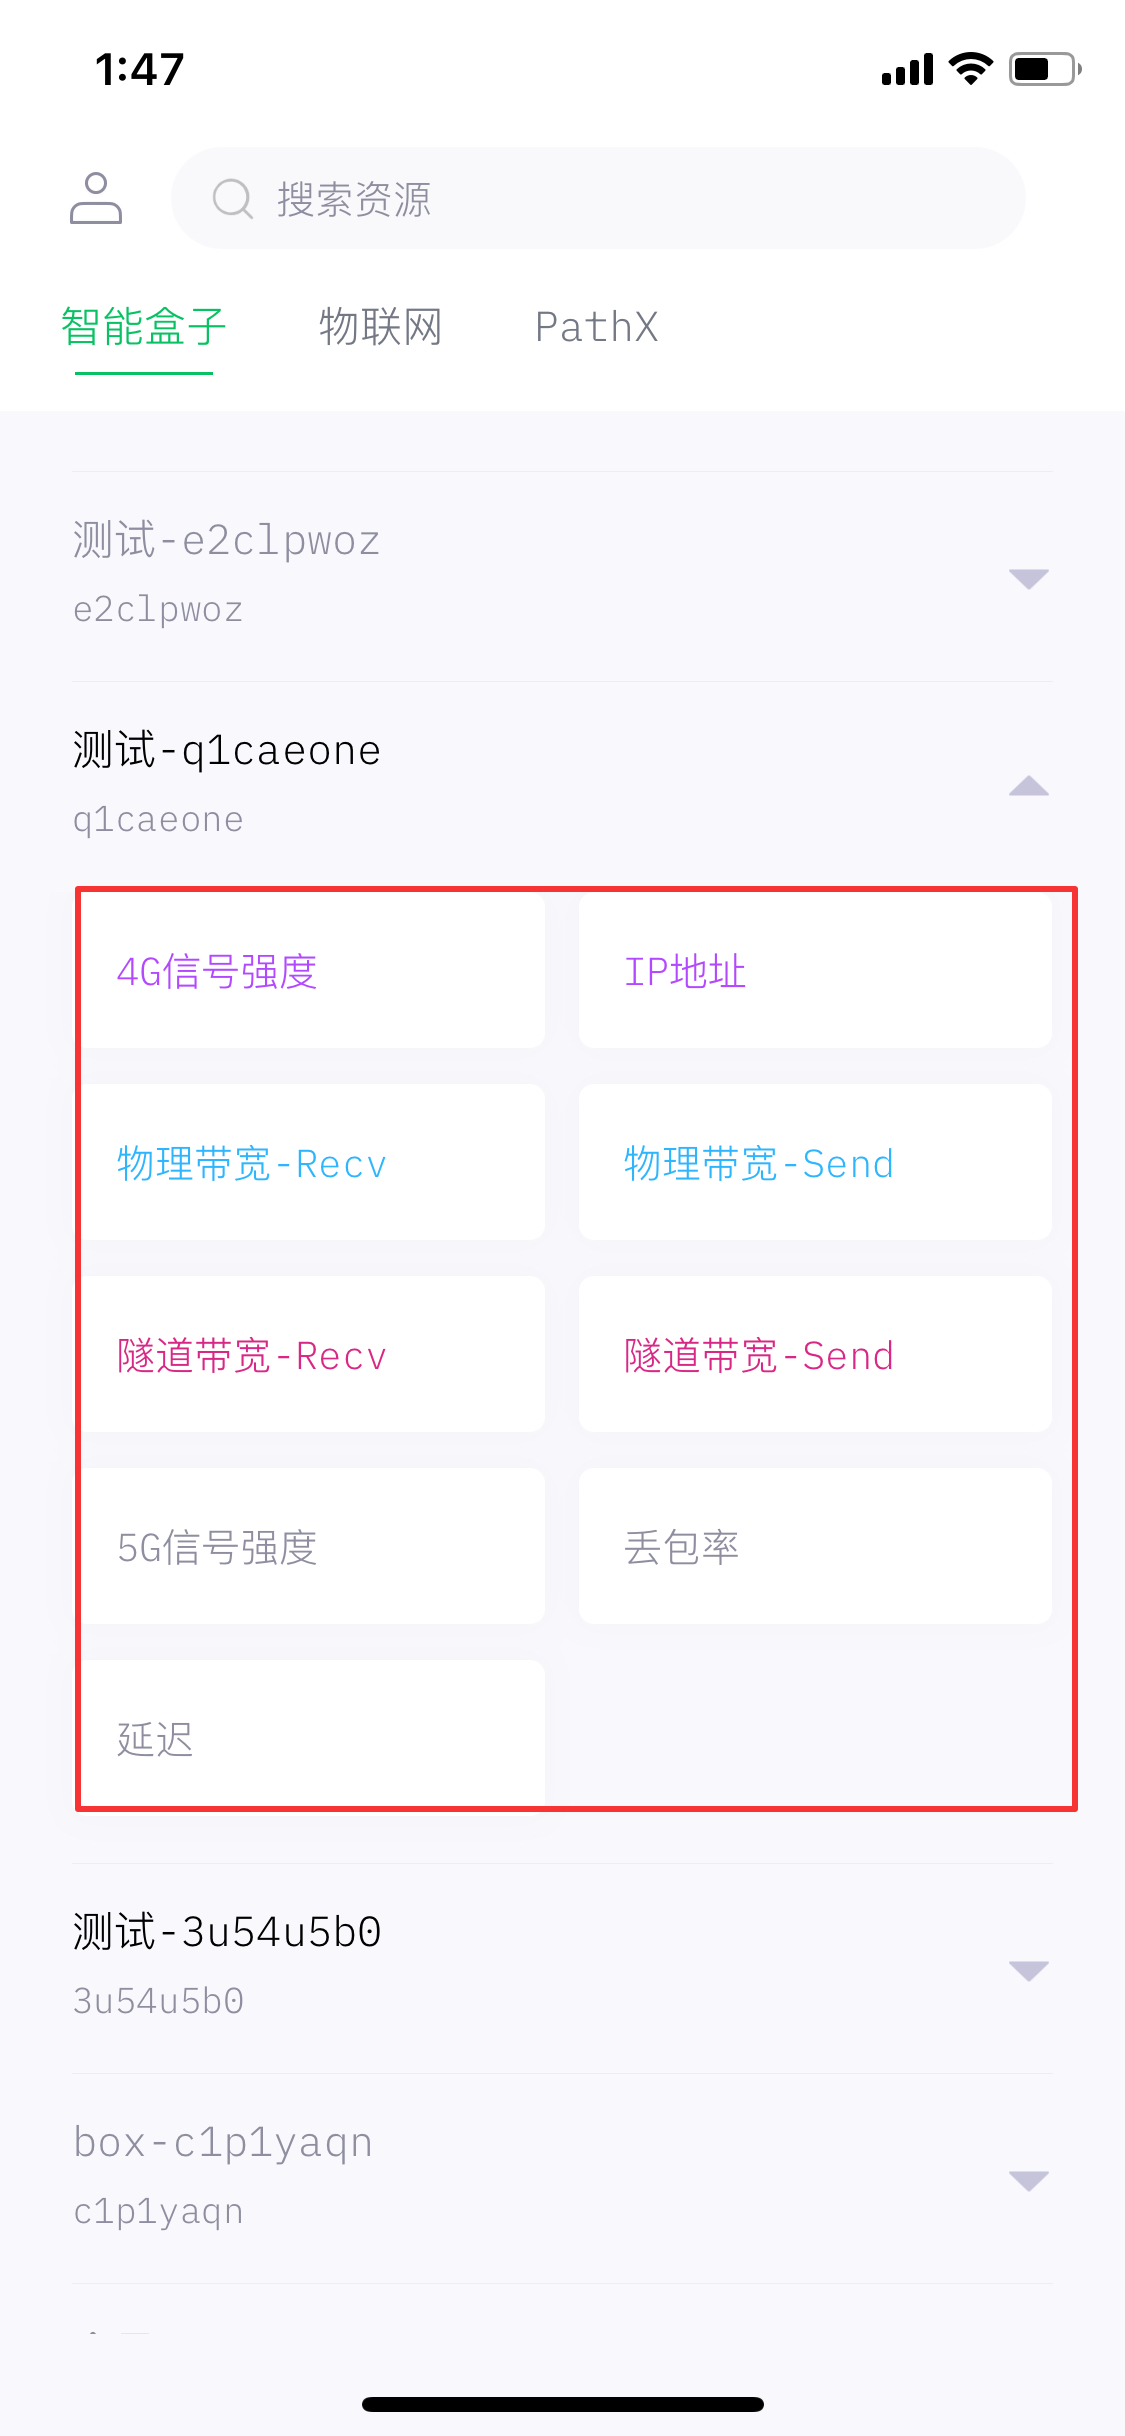 1:47
搜索资源
智能盒子 物联网 PathX
测试-e2clpwoz
e2clpwoz
测试-q1caeone
q1caeone
4G信号强度 IP地址
物理带宽-Recv 物理带宽-Send
隧道带宽-Recv 隧道带宽-Send
5G信号强度 丢包率
延迟
测试-3u54u5b0
3u54u5b0
box-c1p1yaqn
c1p1yaqn